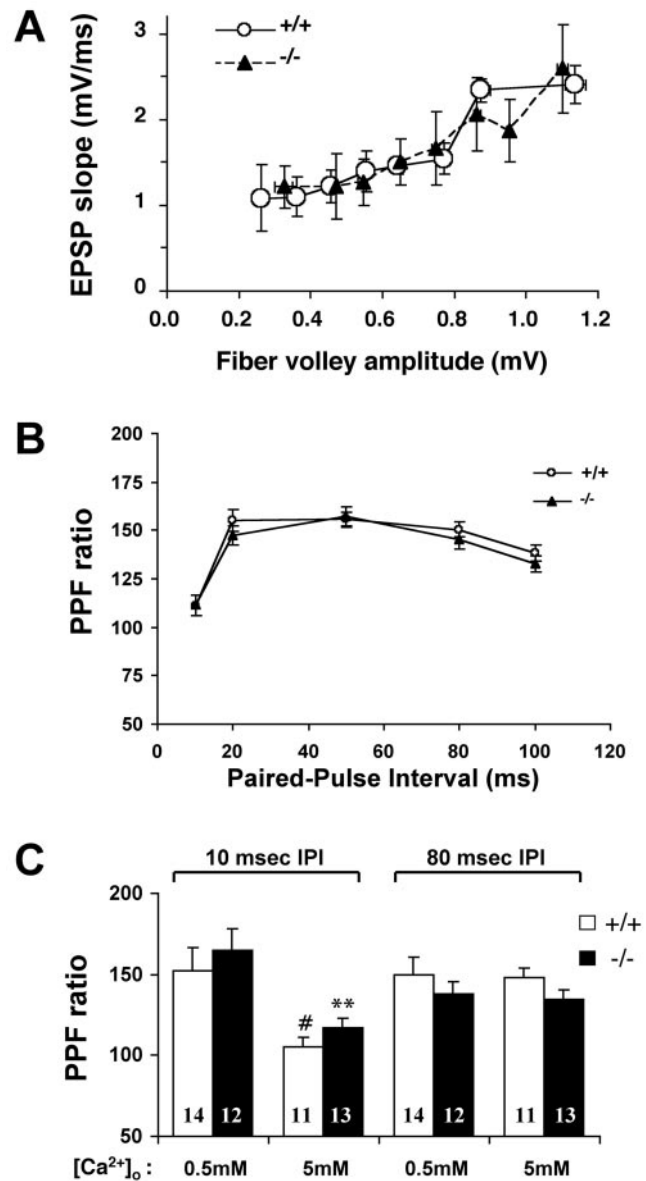 A
+/+
-/-
EPSP slope (mV/ms)
3
2
1
0
0.0 0.2 0.4 0.6 0.8 1.0 1.2
Fiber volley amplitude (mV)
B
+/+
-/-
PPF ratio
200
175
150
125
100
75
50
0 20 40 60 80 100 120
Paired-Pulse Interval (ms)
C
10 msec IPI 80 msec IPI
+/+
-/-
PPF ratio
200
150
100
50
# **
14 12 11 13 14 12 11 13
[Ca²⁺]ₒ : 0.5mM 5mM 0.5mM 5mM